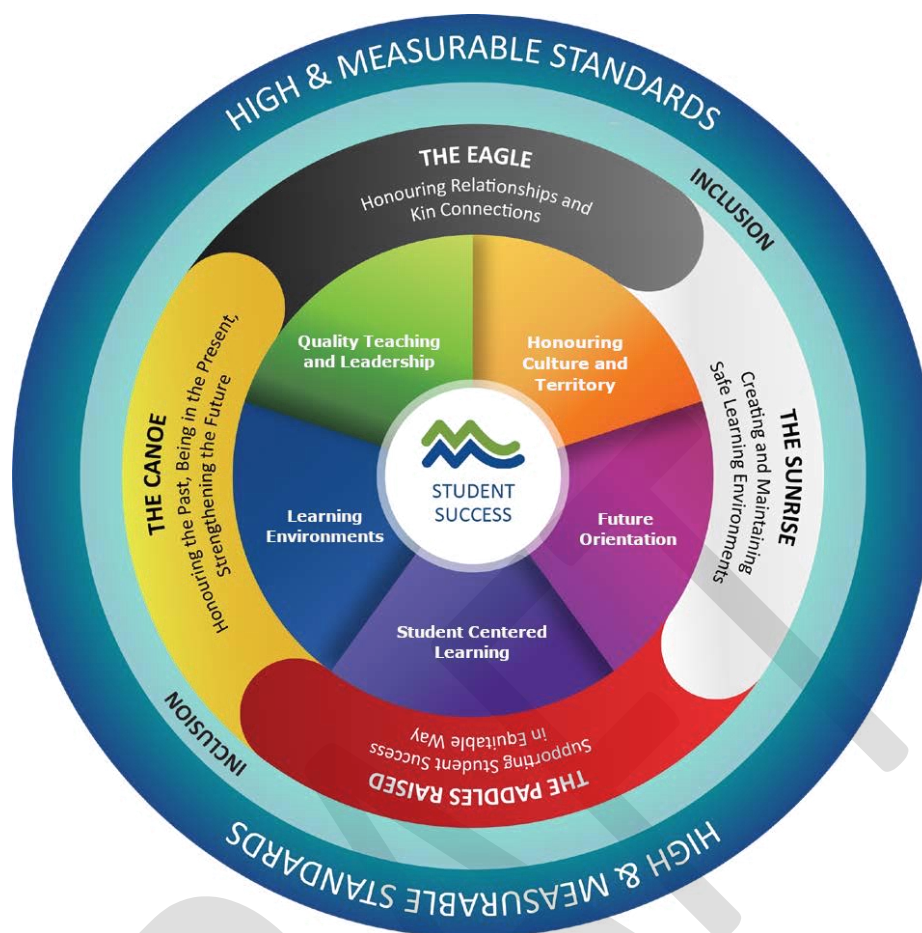 HIGH & MEASURABLE STANDARDS
INCLUSION
THE EAGLE
Honouring Relationships and
Kin Connections
THE SUNRISE
Creating and Maintaining
Safe Learning Environments
THE PADDLES RAISED
Supporting Student Success
in Equitable Way
THE CANOE
Honouring the Past, Being in the Present,
Strengthening the Future
Quality Teaching
and Leadership
Honouring
Culture and
Territory
Future
Orientation
Student Centered
Learning
Learning
Environments
STUDENT
SUCCESS
INCLUSION
HIGH & MEASURABLE STANDARDS